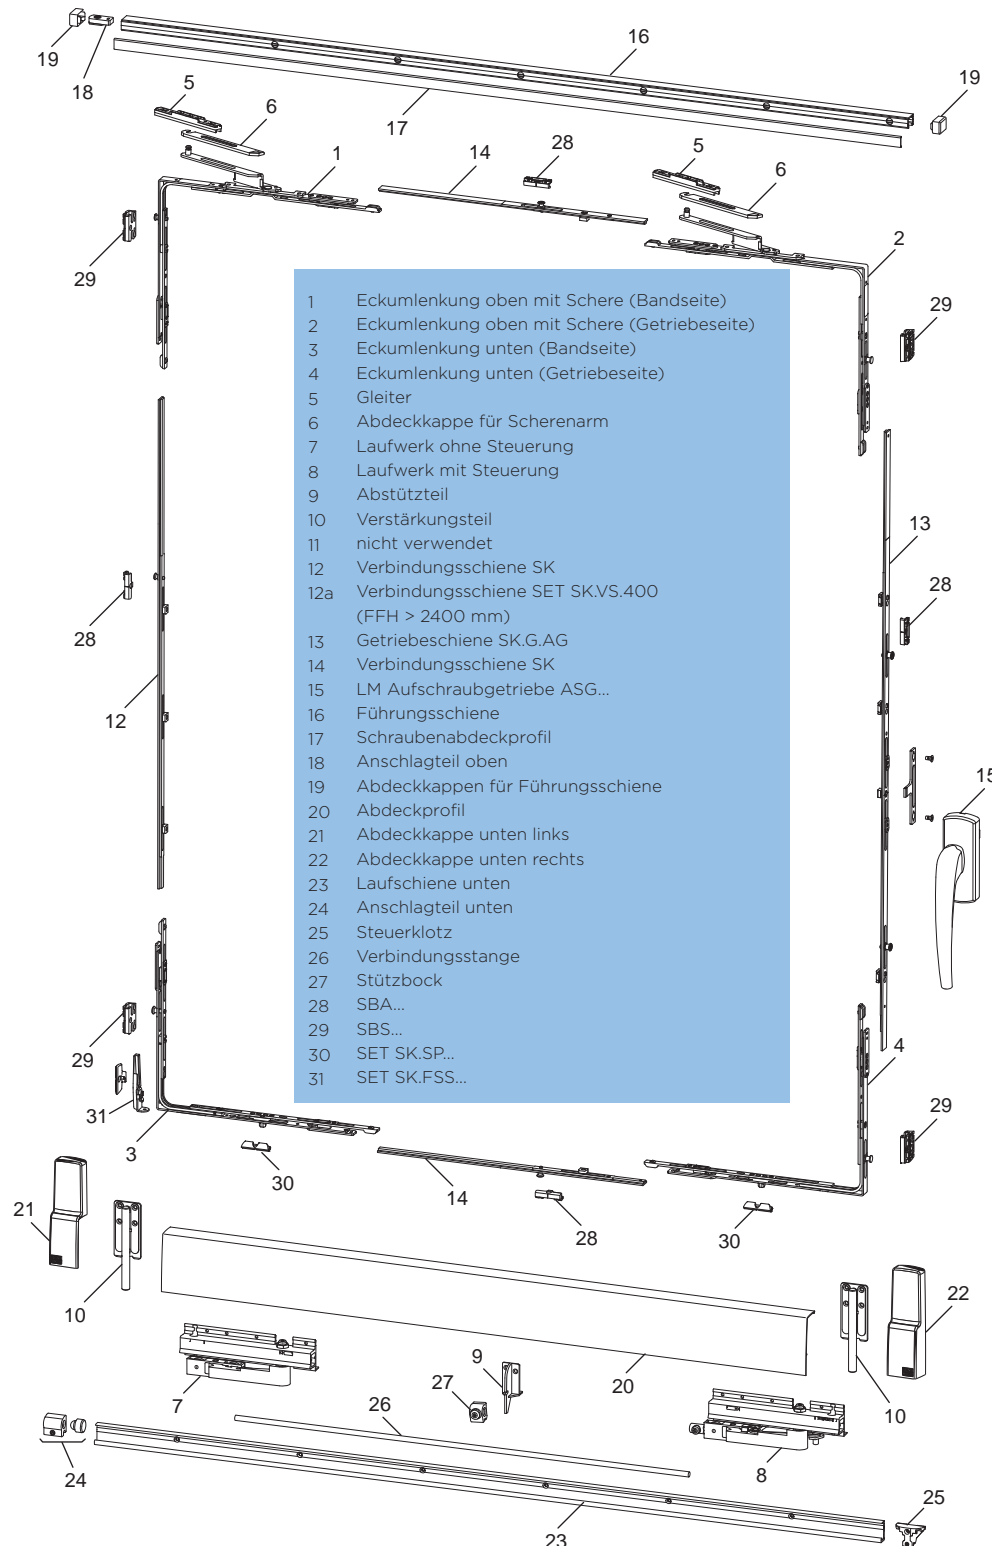 19
18
16
19
5
6
17
1
14
28
5
6
2
29
29
1 Eckumlenkung oben mit Schere (Bandseite)
2 Eckumlenkung oben mit Schere (Getriebeseite)
3 Eckumlenkung unten (Bandseite)
4 Eckumlenkung unten (Getriebeseite)
5 Gleiter
6 Abdeckkappe für Scherenarm
7 Laufwerk ohne Steuerung
8 Laufwerk mit Steuerung
9 Abstützteil
10 Verstärkungsteil
11 nicht verwendet
12 Verbindungsschiene SK
12a Verbindungsschiene SET SK.VS.400
(FFH > 2400 mm)
13 Getriebeschiene SK.G.AG
14 Verbindungsschiene SK
15 LM Aufschraubgetriebe ASG...
16 Führungsschiene
17 Schraubenabdeckprofil
18 Anschlagteil oben
19 Abdeckkappen für Führungsschiene
20 Abdeckprofil
21 Abdeckkappe unten links
22 Abdeckkappe unten rechts
23 Laufschiene unten
24 Anschlagteil unten
25 Steuerklotz
26 Verbindungsstange
27 Stützbock
28 SBA...
29 SBS...
30 SET SK.SP...
31 SET SK.FSS...
13
28
28
12
15
29
4
31
3
29
30
14
28
30
21
10
22
10
20
9
27
7
26
8
24
23
25